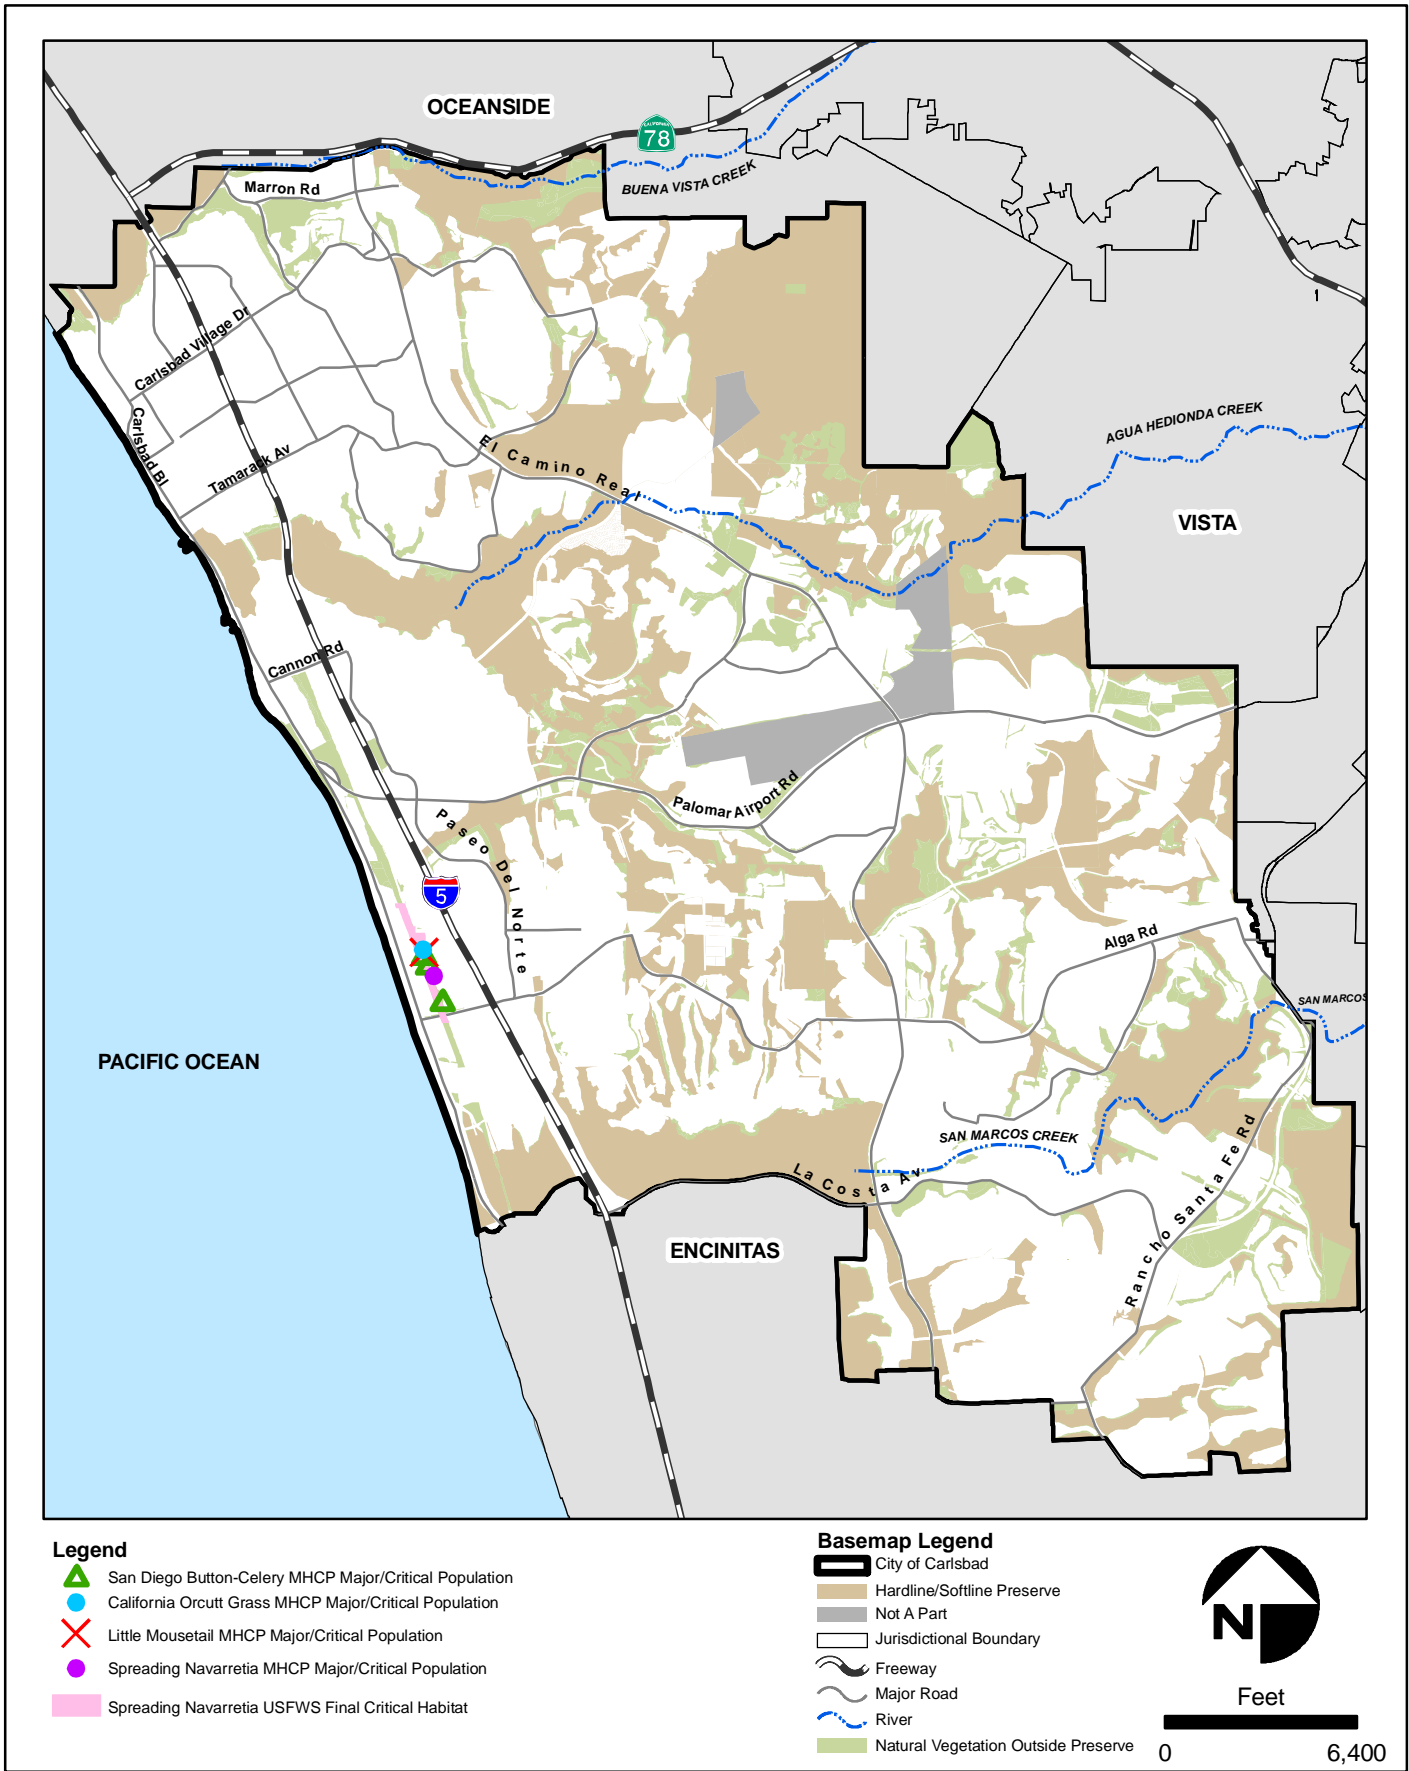 OCEANSIDE
CALIFORNIA
78
BUENA VISTA CREEK
Marron Rd
Carlsbad Village Dr
Carlsbad Bl
Tamarack Av
El Camino Real
AGUA HEDIONDA CREEK
VISTA
Cannon Rd
Palomar Airport Rd
Paseo Del Norte
5
Alga Rd
SAN MARCOS
PACIFIC OCEAN
SAN MARCOS CREEK
La Costa Av
Rancho Santa Fe Rd
ENCINITAS
Legend
San Diego Button-Celery MHCP Major/Critical Population
California Orcutt Grass MHCP Major/Critical Population
Little Mousetail MHCP Major/Critical Population
Spreading Navarretia MHCP Major/Critical Population
Spreading Navarretia USFWS Final Critical Habitat
Basemap Legend
City of Carlsbad
Hardline/Softline Preserve
Not A Part
Jurisdictional Boundary
Freeway
Major Road
River
Natural Vegetation Outside Preserve
N
Feet
0 6,400